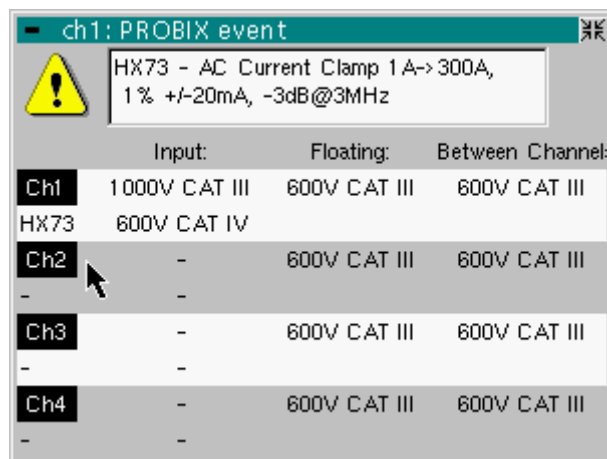 ch1: PROBIX event
HX73 - AC Current Clamp 1A->300A,
1% +/-20mA, -3dB@3MHz
Input: Floating: Between Channel:
Ch1 1000V CAT III 600V CAT III 600V CAT III
HX73 600V CAT IV
Ch2 - 600V CAT III 600V CAT III
- -
Ch3 - 600V CAT III 600V CAT III
- -
Ch4 - 600V CAT III 600V CAT III
- -